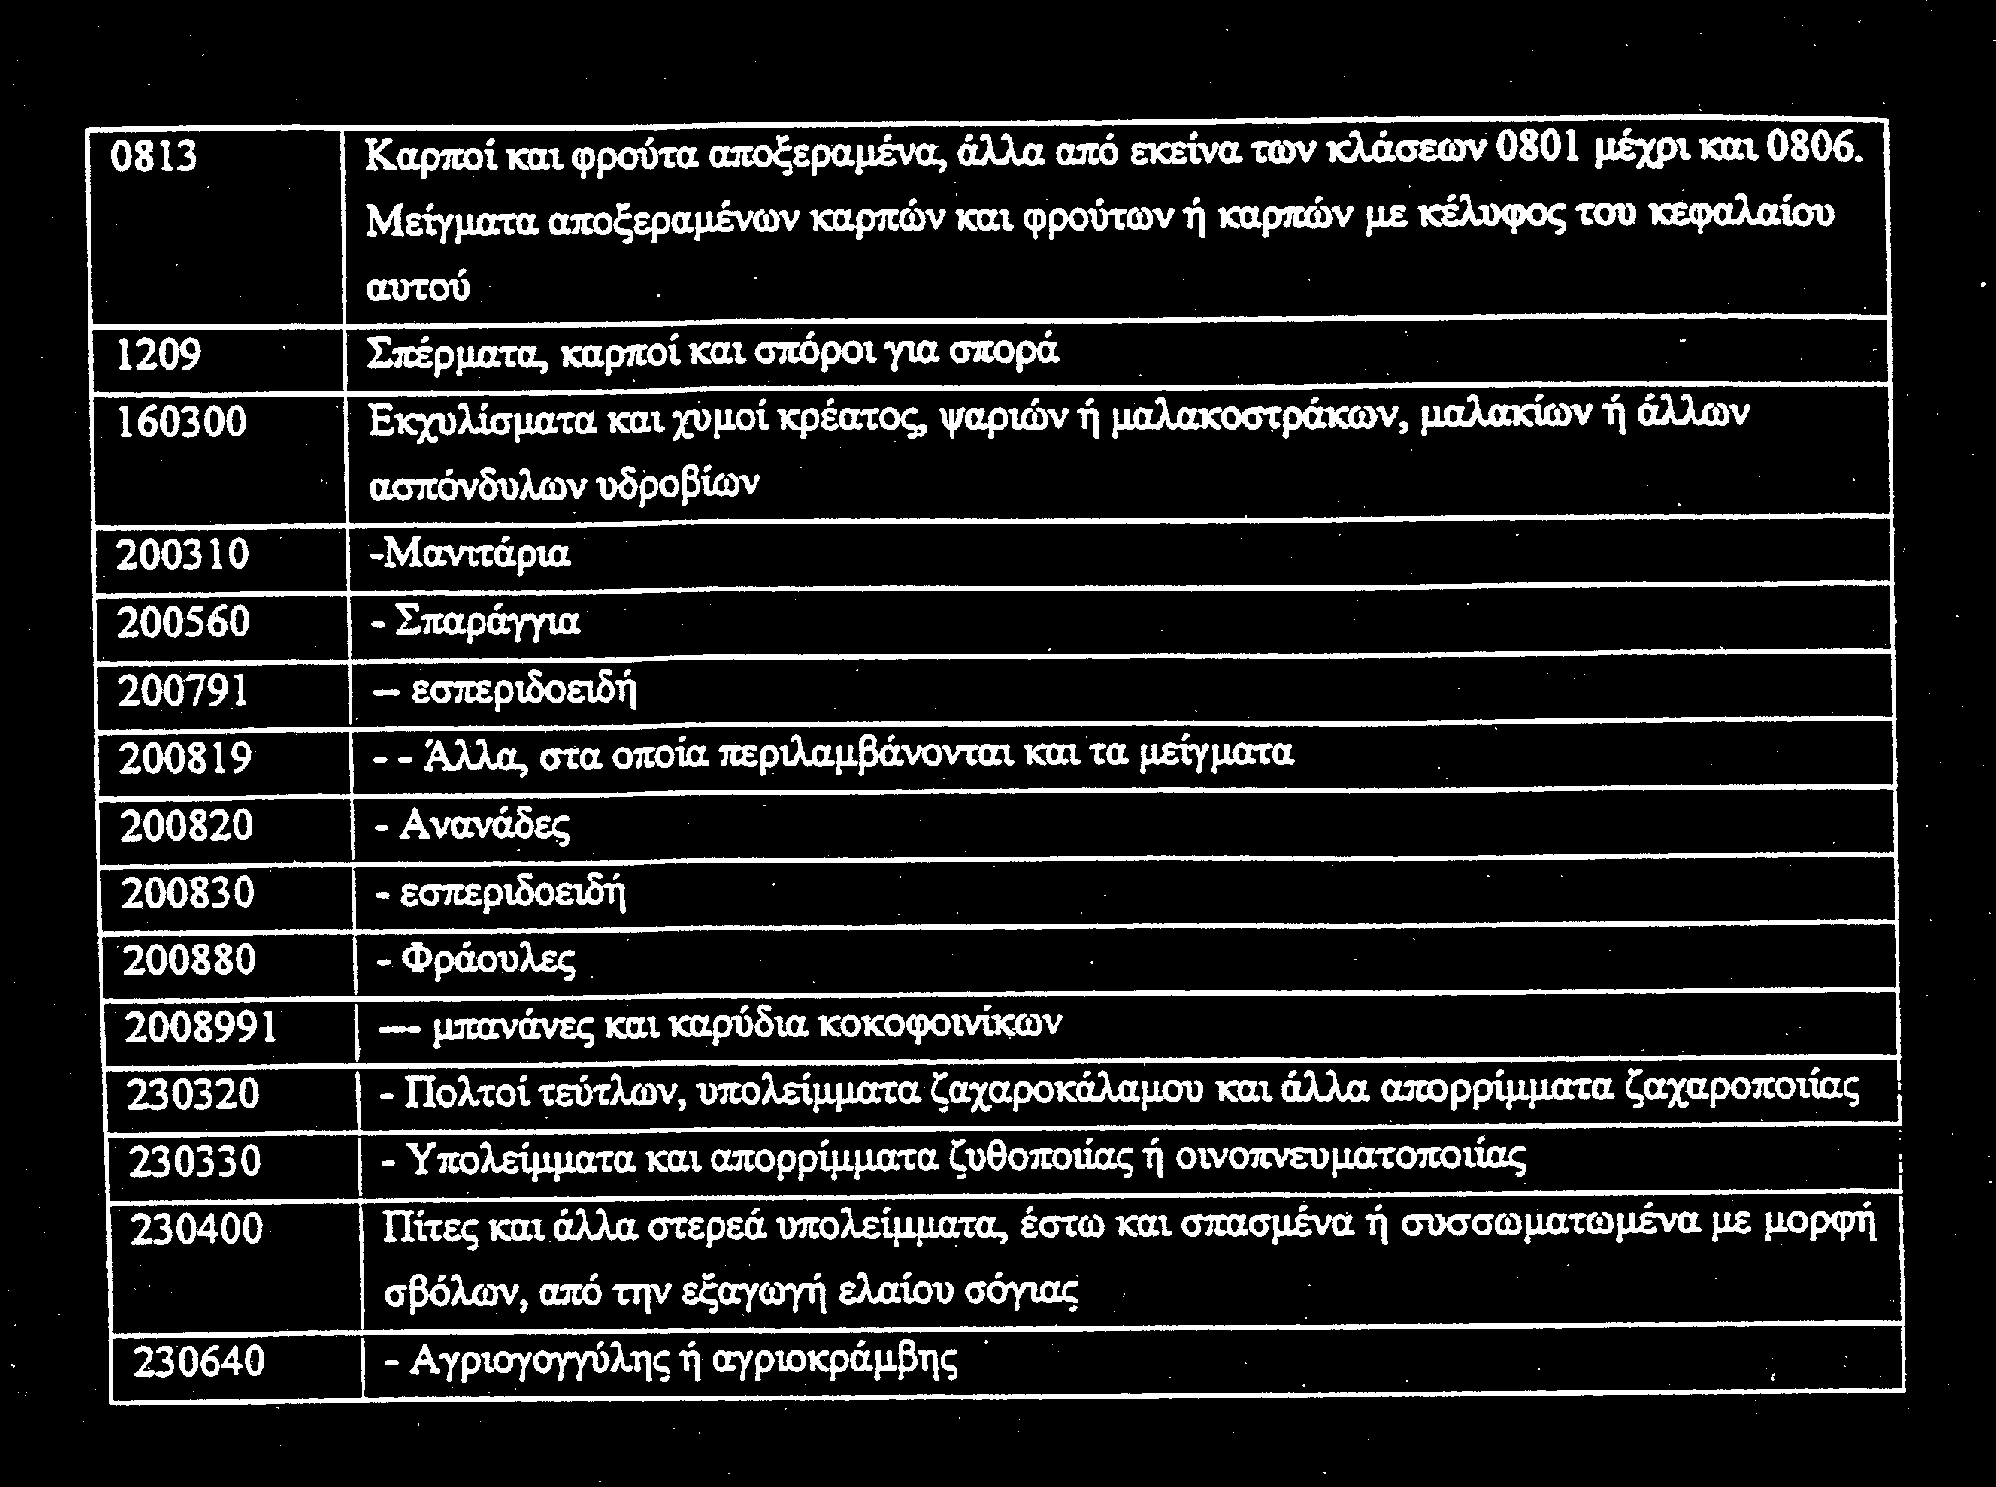 0813 Καρποί και φρούτα αποξεραμένα, άλλα από εκείνα των κλάσεων 0801 μέχρι και 0806.
Μείγματα αποξεραμένων καρπών και φρούτων ή καρπών με κέλυφος του κεφαλαίου
αυτού
1209 Σπέρματα, καρποί και σπόροι για σπορά
160300 Εκχυλίσματα και χυμοί κρέατος, ψαριών ή μαλακοστράκων, μαλακίων ή άλλων
ασπόνδυλων υδροβίων
200310 -Μανιτάρια
200560 - Σπαράγγια
200791 – εσπεριδοειδή
200819 - - Άλλα, στα οποία περιλαμβάνονται και τα μείγματα
200820 - Ανανάδες
200830 - εσπεριδοειδή
200880 - Φράουλες
2008991 –- μπανάνες και καρύδια κοκοφοινίκων
230320 - Πολτοί τεύτλων, υπολείμματα ζαχαροκάλαμου και άλλα απορρίμματα ζαχαροποιίας
230330 - Υπολείμματα και απορρίμματα ζυθοποιίας ή οινοπνευματοποιίας
230400 Πίτες και άλλα στερεά υπολείμματα, έστω και σπασμένα ή συσσωματωμένα με μορφή
σβόλων, από την εξαγωγή ελαίου σόγιας
230640 - Αγριογογγύλης ή αγριοκράμβης